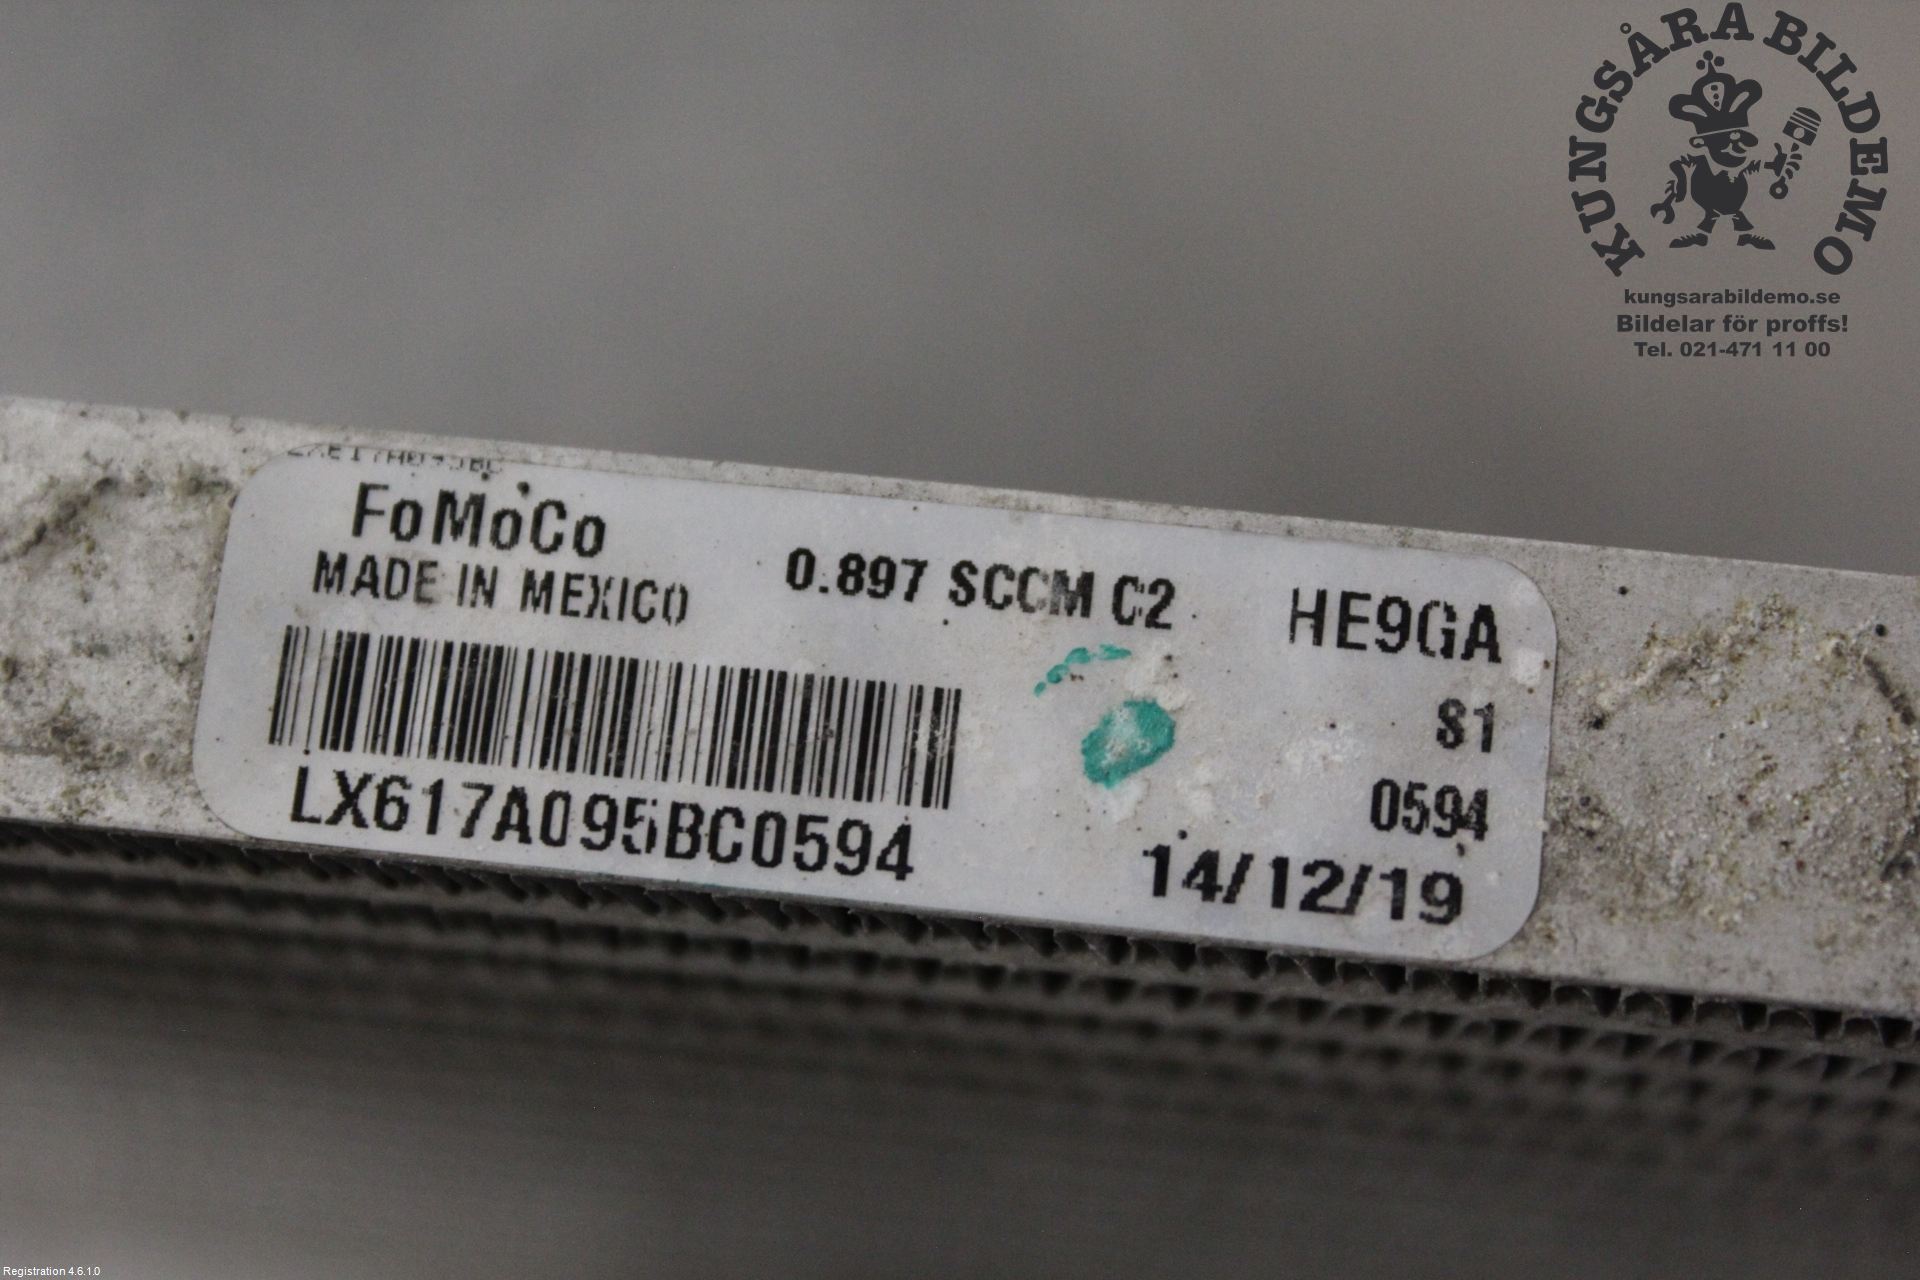 KUNGSÅRA BILDEMO
kungsarabildemo.se
Bildelar för proffs!
Tel. 021-471 11 00
FoMoCo
MADE IN MEXICO
0.897 SCCM C2
HE9GA
S1
0594
LX617A095BC0594
14/12/19
Registration 4.6.1.0